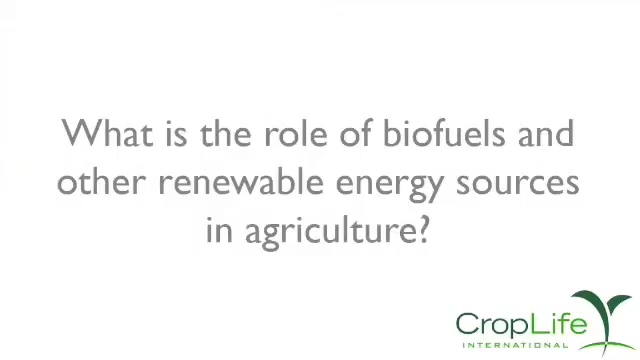 What is the role of biofuels and
other renewable energy sources
in agriculture?
CropLife
INTERNATIONAL